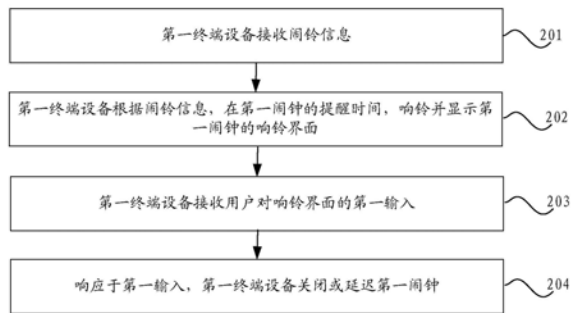 第一终端设备接收闹铃信息
201
第一终端设备根据闹铃信息，在第一闹钟的提醒时间，响铃并显示第
一闹钟的响铃界面
202
第一终端设备接收用户对响铃界面的第一输入
203
响应于第一输入，第一终端设备关闭或延迟第一闹钟
204